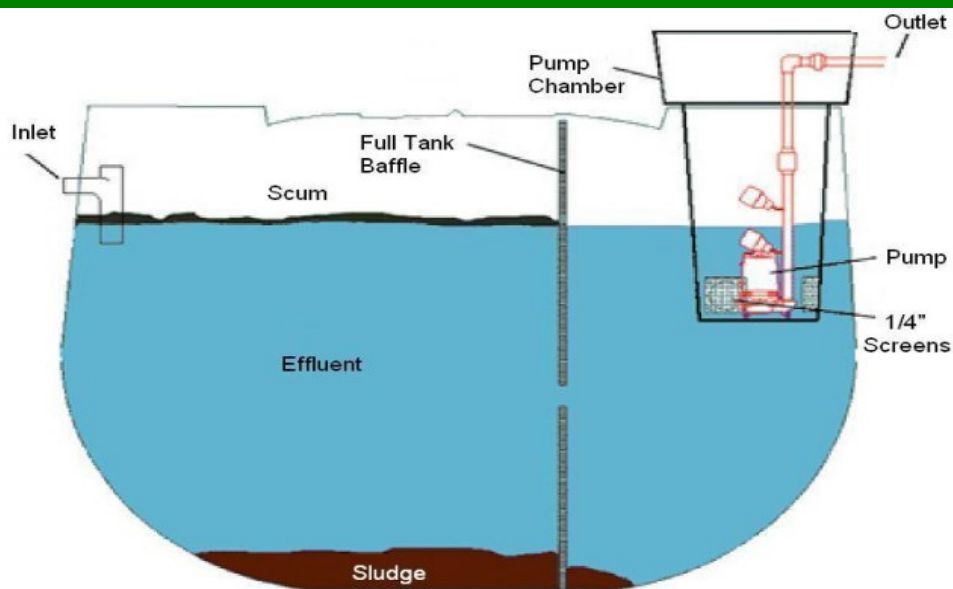 Outlet
Pump
Chamber
Inlet
Full Tank
Baffle
Scum
Pump
1/4"
Screens
Effluent
Sludge